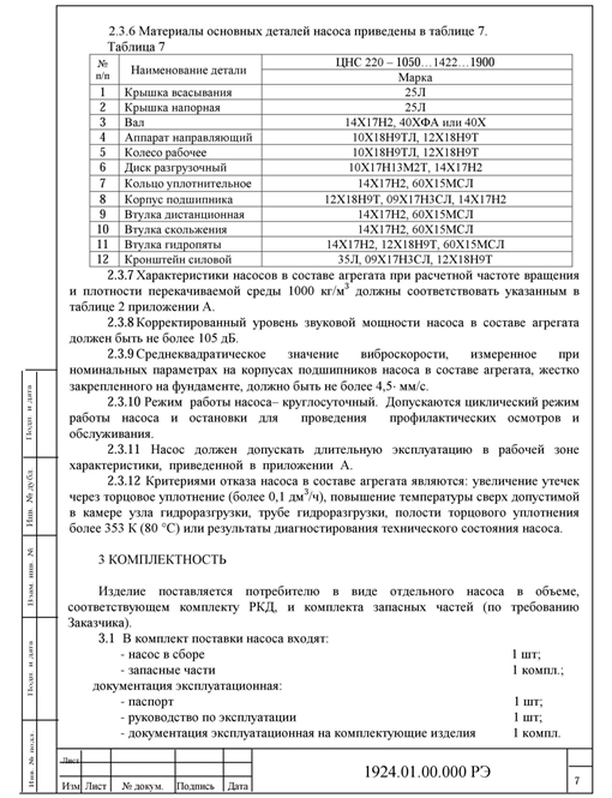 2.3.6 Материалы основных деталей насоса приведены в таблице 7.
Таблица 7
№ п/п Наименование детали ЦНС 220 – 1050…1422…1900
Марка
1 Крышка всасывания 25Л
2 Крышка напорная 25Л
3 Вал 14Х17Н2, 40ХФА или 40Х
4 Аппарат направляющий 10Х18Н9ТЛ, 12Х18Н9Т
5 Колесо рабочее 10Х18Н9ТЛ, 12Х18Н9Т
6 Диск разгрузочный 10Х17Н13М2Т, 14Х17Н2
7 Кольцо уплотнительное 14Х17Н2, 60Х15МСЛ
8 Корпус подшипника 12Х18Н9Т, 09Х17Н3СЛ, 14Х17Н2
9 Втулка дистанционная 14Х17Н2, 60Х15МСЛ
10 Втулка скольжения 14Х17Н2, 60Х15МСЛ
11 Втулка гидропяты 14Х17Н2, 12Х18Н9Т, 60Х15МСЛ
12 Кронштейн силовой 35Л, 09Х17Н3СЛ, 12Х18Н9Т
2.3.7 Характеристики насосов в составе агрегата при расчетной частоте вращения
и плотности перекачиваемой среды 1000 кг/м³ должны соответствовать указанным в
таблице 2 приложении А.
2.3.8 Корректированный уровень звуковой мощности насоса в составе агрегата
должен быть не более 105 дБ.
2.3.9 Среднеквадратическое значение виброскорости, измеренное при
номинальных параметрах на корпусах подшипников насоса в составе агрегата, жестко
закрепленного на фундаменте, должно быть не более 4,5· мм/с.
2.3.10 Режим работы насоса– круглосуточный. Допускаются циклический режим
работы насоса и остановки для проведения профилактических осмотров и
обслуживания.
2.3.11 Насос должен допускать длительную эксплуатацию в рабочей зоне
характеристики, приведенной в приложении А.
2.3.12 Критериями отказа насоса в составе агрегата являются: увеличение утечек
через торцовое уплотнение (более 0,1 дм³/ч), повышение температуры сверх допустимой
в камере узла гидроразгрузки, трубе гидроразгрузки, полости торцового уплотнения
более 353 К (80 °С) или результаты диагностирования технического состояния насоса.
3 КОМПЛЕКТНОСТЬ
Изделие поставляется потребителю в виде отдельного насоса в объеме,
соответствующем комплекту РКД, и комплекта запасных частей (по требованию
Заказчика).
3.1 В комплект поставки насоса входят:
- насос в сборе 1 шт;
- запасные части 1 компл.;
документация эксплуатационная:
- паспорт 1 шт;
- руководство по эксплуатации 1 шт;
- документация эксплуатационная на комплектующие изделия 1 компл.
Подп. и дата
Инв. № дубл.
Взам. инв. №
Подп. и дата
Инв. № подл.
Лист
Изм Лист № докум. Подпись Дата
1924.01.00.000 РЭ
7